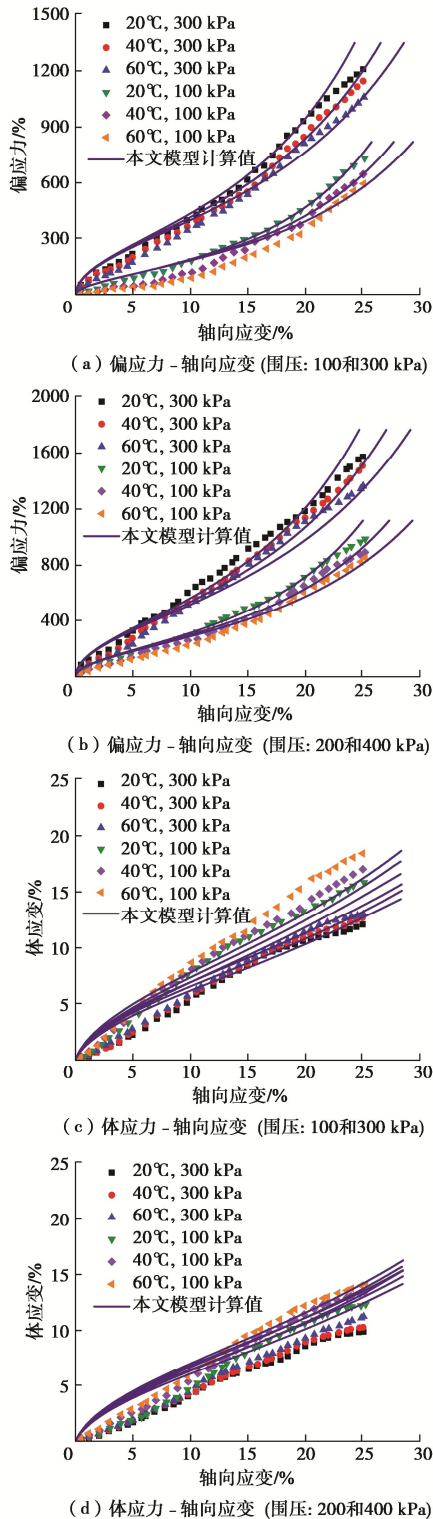 1500
1200
900
600
300
0
5
10
15
20
25
30
偏应力/%
轴向应变/%
20℃, 300 kPa
40℃, 300 kPa
60℃, 300 kPa
20℃, 100 kPa
40℃, 100 kPa
60℃, 100 kPa
本文模型计算值
（a）偏应力－轴向应变 (围压: 100和300 kPa)
2000
1600
1200
800
400
0
5
10
15
20
25
30
偏应力/%
轴向应变/%
20℃, 300 kPa
40℃, 300 kPa
60℃, 300 kPa
20℃, 100 kPa
40℃, 100 kPa
60℃, 100 kPa
本文模型计算值
（b）偏应力－轴向应变 (围压: 200和400 kPa)
25
20
15
10
5
0
5
10
15
20
25
30
体应变/%
轴向应变/%
20℃, 300 kPa
40℃, 300 kPa
60℃, 300 kPa
20℃, 100 kPa
40℃, 100 kPa
60℃, 100 kPa
本文模型计算值
（c）体应力－轴向应变 (围压: 100和300 kPa)
25
20
15
10
5
0
5
10
15
20
25
30
体应变/%
轴向应变/%
20℃, 300 kPa
40℃, 300 kPa
60℃, 300 kPa
20℃, 100 kPa
40℃, 100 kPa
60℃, 100 kPa
本文模型计算值
（d）体应力－轴向应变 (围压: 200和400 kPa)